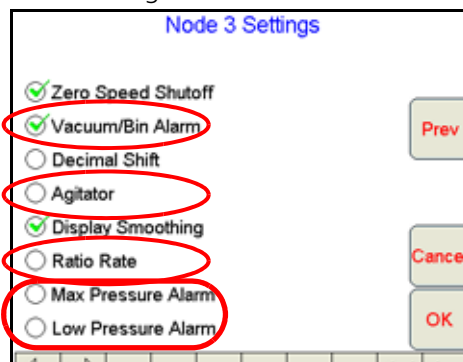 Node 3 Settings
Zero Speed Shutoff
Vacuum/Bin Alarm
Prev
Decimal Shift
Agitator
Display Smoothing
Ratio Rate
Cance
Max Pressure Alarm
Low Pressure Alarm
OK